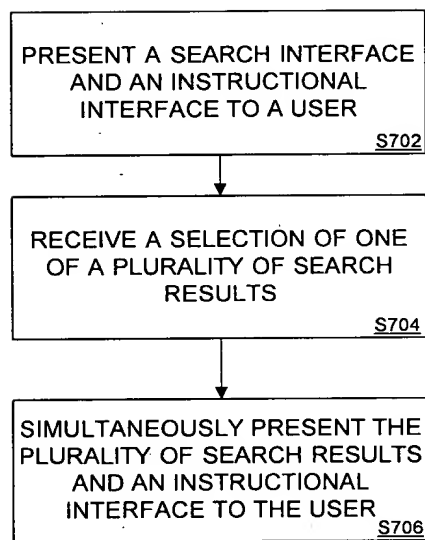 PRESENT A SEARCH INTERFACE
AND AN INSTRUCTIONAL
INTERFACE TO A USER
S702
RECEIVE A SELECTION OF ONE
OF A PLURALITY OF SEARCH
RESULTS
S704
SIMULTANEOUSLY PRESENT THE
PLURALITY OF SEARCH RESULTS
AND AN INSTRUCTIONAL
INTERFACE TO THE USER
S706